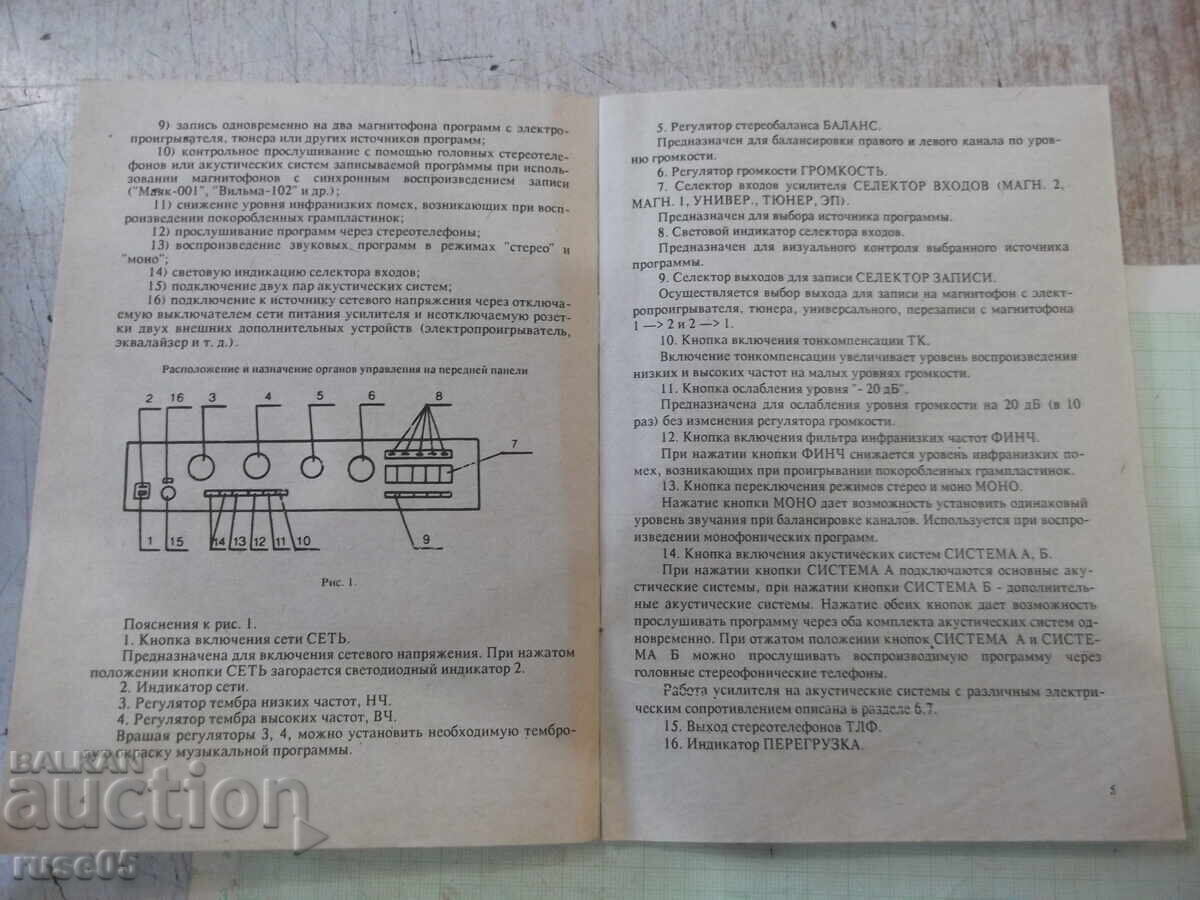 9) запись одновременно на два магнитофона программ с электро-
проигрывателя, тюнера или других источников программ;
10) контрольное прослушивание с помощью головных стереотеле-
фонов или акустических систем записываемой программы при исполь-
зовании магнитофонов с синхронным воспроизведением записи
("Маяк-001", "Вильма-102" и др.);
11) снижение уровня инфранизких помех, возникающих при восп-
роизведении покоробленных грампластинок;
12) прослушивание программ через стереотелефоны;
13) воспроизведение звуковых программ в режимах "стерео" и
"моно";
14) световую индикацию селектора входов;
15) подключение двух пар акустических систем;
16) подключение к источнику сетевого напряжения через отключа-
емую выключателем сети питания усилителя и неотключаемую розет-
ки двух внешних дополнительных устройств (электропроигрыватель,
эквалайзер и т. д.).
Расположение и назначение органов управления на передней панели
2 16 3 4 5 6 8
7
1 15 14 13 12 11 10 9
Рис. 1.
Пояснения к рис. 1.
1. Кнопка включения сети СЕТЬ.
Предназначена для включения сетевого напряжения. При нажатом
положении кнопки СЕТЬ загорается светодиодный индикатор 2.
2. Индикатор сети.
3. Регулятор тембра низких частот, НЧ.
4. Регулятор тембра высоких частот, ВЧ.
Вращая регуляторы 3, 4, можно установить необходимую тембро-
вую окраску музыкальной программы.
5. Регулятор стереобаланса БАЛАНС.
Предназначен для балансировки правого и левого канала по уров-
ню громкости.
6. Регулятор громкости ГРОМКОСТЬ.
7. Селектор входов усилителя СЕЛЕКТОР ВХОДОВ (МАГН. 2,
МАГН. 1, УНИВЕР., ТЮНЕР, ЭП).
Предназначен для выбора источника программы.
8. Световой индикатор селектора входов.
Предназначен для визуального контроля выбранного источника
программы.
9. Селектор выходов для записи СЕЛЕКТОР ЗАПИСИ.
Осуществляется выбор выхода для записи на магнитофон с элект-
ропроигрывателя, тюнера, универсального, перезаписи с магнитофона
1 —> 2 и 2 —> 1.
10. Кнопка включения тонкомпенсации ТК.
Включение тонкомпенсации увеличивает уровень воспроизведения
низких и высоких частот на малых уровнях громкости.
11. Кнопка ослабления уровня "- 20 дБ".
Предназначена для ослабления уровня громкости на 20 дБ (в 10
раз) без изменения регулятора громкости.
12. Кнопка включения фильтра инфранизких частот ФИНЧ.
При нажатии кнопки ФИНЧ снижается уровень инфранизких по-
мех, возникающих при проигрывании покоробленных грампластинок.
13. Кнопка переключения режимов стерео и моно МОНО.
Нажатие кнопки МОНО дает возможность установить одинаковый
уровень звучания при балансировке каналов. Используется при воспро-
изведении монофонических программ.
14. Кнопка включения акустических систем СИСТЕМА А, Б.
При нажатии кнопки СИСТЕМА А подключаются основные аку-
стические системы, при нажатии кнопки СИСТЕМА Б - дополнитель-
ные акустические системы. Нажатие обеих кнопок дает возможность
прослушивать программу через оба комплекта акустических систем од-
новременно. При отжатом положении кнопок СИСТЕМА А и СИСТЕ-
МА Б можно прослушивать воспроизводимую программу через
головные стереофонические телефоны.
Работа усилителя на акустические системы с различным электри-
ческим сопротивлением описана в разделе 6.7.
15. Выход стереотелефонов ТЛФ.
16. Индикатор ПЕРЕГРУЗКА.
5
BALKAN
auction
ruse05